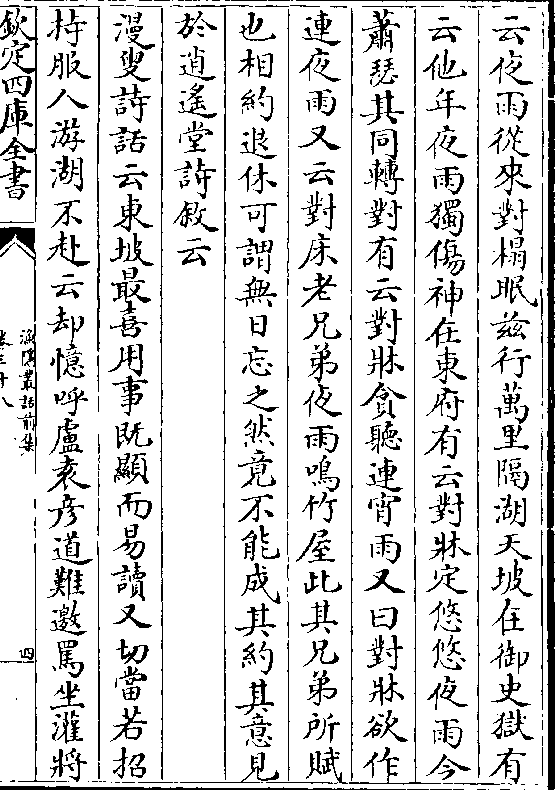 云夜雨從來對榻眠兹行萬里隔湖天坡在御史獄有
云他年夜雨獨傷神在東府有云對牀定悠悠夜雨今
蕭瑟其同轉對有云對牀貪聽連宵雨又曰對牀欲作
連夜雨又云對床老兄弟夜雨鳴竹屋此其兄弟所賦
也相約退休可謂無日忘之然竟不能成其約其意見
於逍遙堂詩敘云
漫叟詩話云東坡最喜用事既顯而易讀又切當若招
持服人游湖不赴云却憶呼盧袁彦道難邀罵坐灌將
欽定四庫全書
漁隱叢話前集
卷三十八
四